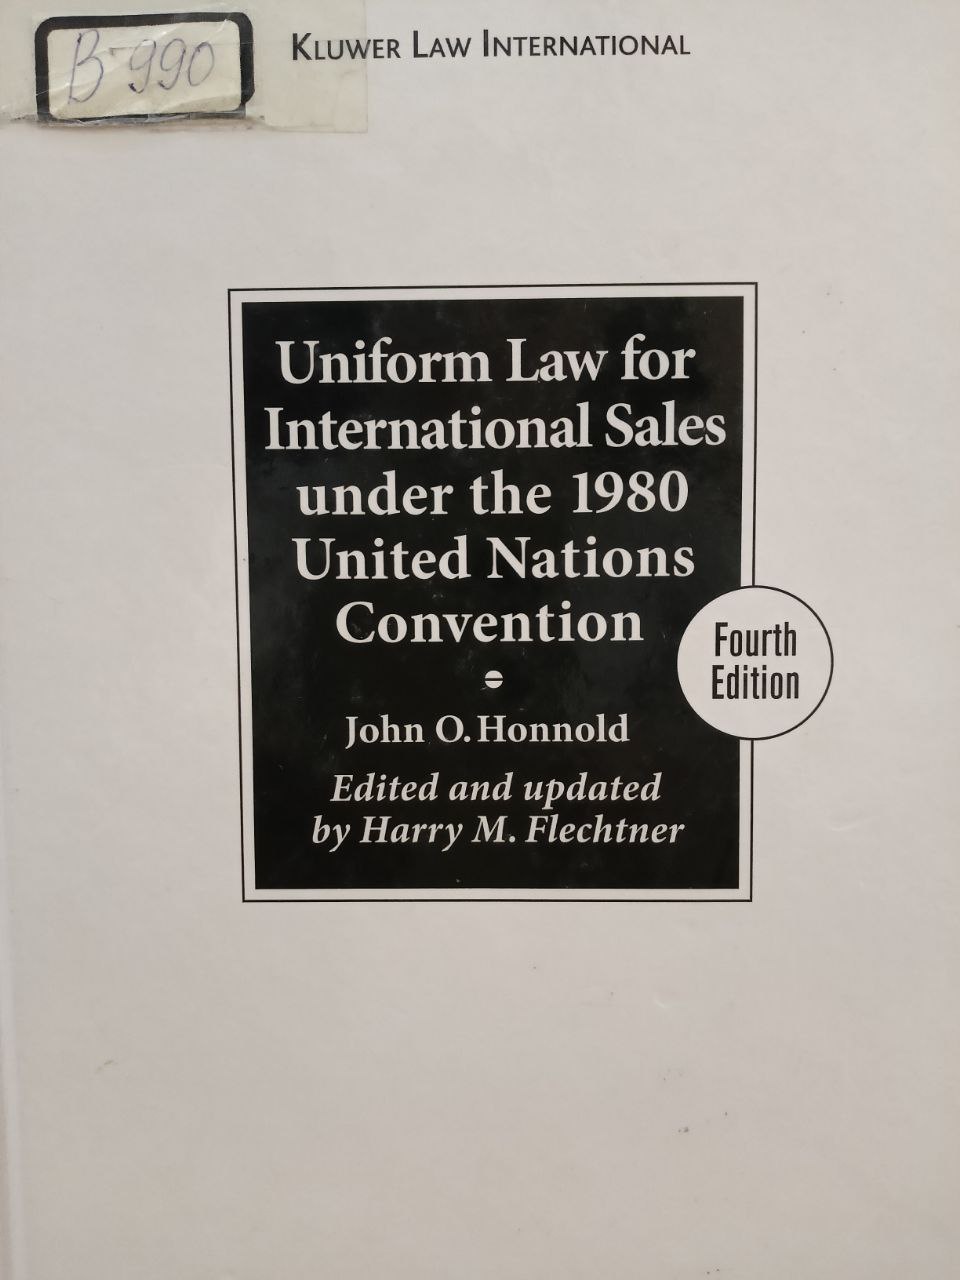 B-990
KLUWER LAW INTERNATIONAL
Uniform Law for
International Sales
under the 1980
United Nations
Convention
Fourth
Edition
John O. Honnold
Edited and updated
by Harry M. Flechtner